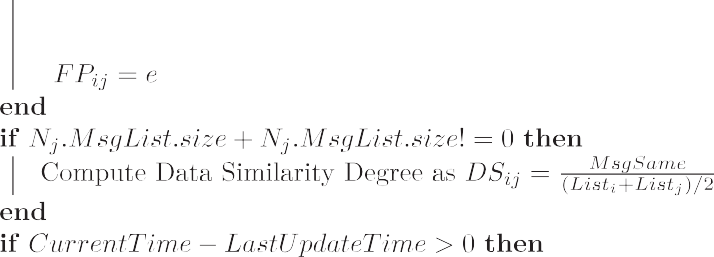 FP_{ij} = e
end
if N_j.MsgList.size + N_j.MsgList.size! = 0 then
Compute Data Similarity Degree as DS_{ij} = \frac{MsgSame}{(List_i+List_j)/2}
end
if CurrentTime − LastUpdateTime > 0 then